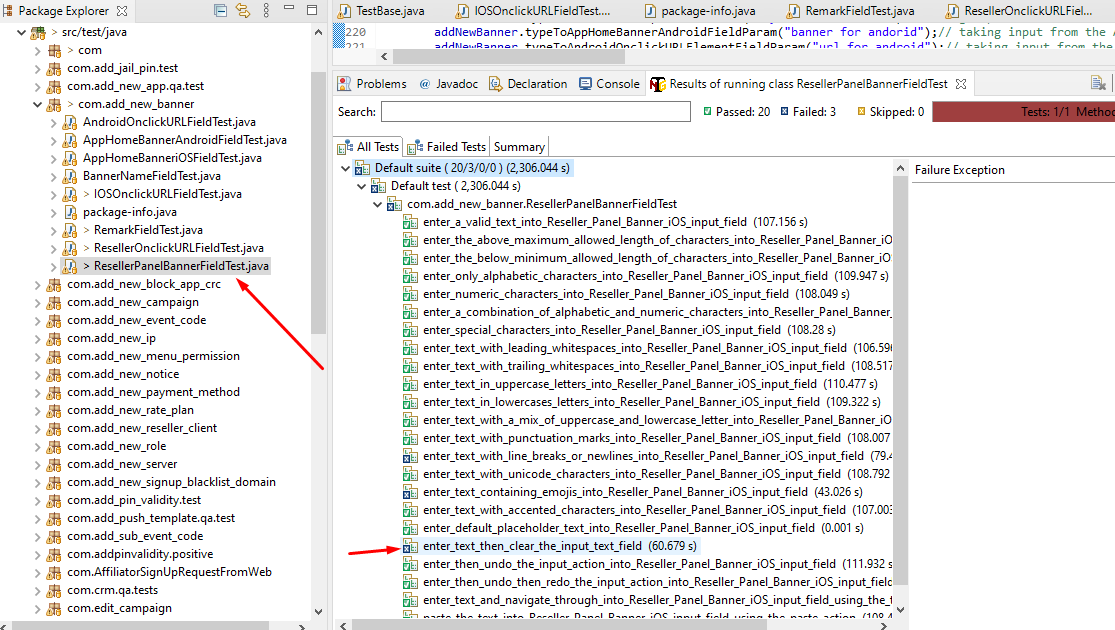 Package Explorer
> src/test/java
> com
com.add_jail_pin.test
com.add_new_app.qa.test
> com.add_new_banner
AndroidOnclickURLFieldTest.java
AppHomeBannerAndroidFieldTest.java
AppHomeBanneriOSFieldTest.java
BannerNameFieldTest.java
> IOSOnclickURLFieldTest.java
package-info.java
> RemarkFieldTest.java
> ResellerOnclickURLFieldTest.java
> ResellerPanelBannerFieldTest.java
com.add_new_block_app_crc
com.add_new_campaign
com.add_new_event_code
com.add_new_ip
com.add_new_menu_permission
com.add_new_notice
com.add_new_payment_method
com.add_new_rate_plan
com.add_new_reseller_client
com.add_new_role
com.add_new_server
com.add_new_signup_blacklist_domain
com.add_pin_validity.test
com.add_push_template.qa.test
com.add_sub_event_code
com.addpinvalidity.positive
com.AffiliatorSignUpRequestFromWeb
com.crm.qa.tests
com.edit_campaign
TestBase.java
IOSOnclickURLFieldTest....
package-info.java
RemarkFieldTest.java
ResellerOnclickURLFiel...
220 addNewBanner.typeToAppHomeBannerAndroidFieldParam("banner for andorid");// taking input from the A
221 addNewBanner.typeToAndroidOnclickURLElementFieldParam("url for android");// taking input from the
Problems
@ Javadoc
Declaration
Console
Results of running class ResellerPanelBannerFieldTest
Search:
Passed: 20
Failed: 3
Skipped: 0
Tests: 1/1 Method
All Tests
Failed Tests
Summary
Default suite ( 20/3/0/0 ) (2,306.044 s)
Default test ( 2,306.044 s)
com.add_new_banner.ResellerPanelBannerFieldTest
enter_a_valid_text_into_Reseller_Panel_Banner_iOS_input_field (107.156 s)
enter_the_above_maximum_allowed_length_of_characters_into_Reseller_Panel_Banner_iO
enter_the_below_minimum_allowed_length_of_characters_into_Reseller_Panel_Banner_iO
enter_only_alphabetic_characters_into_Reseller_Panel_Banner_iOS_input_field (109.947 s)
enter_numeric_characters_into_Reseller_Panel_Banner_iOS_input_field (108.049 s)
enter_a_combination_of_alphabetic_and_numeric_characters_into_Reseller_Panel_Banner_
enter_special_characters_into_Reseller_Panel_Banner_iOS_input_field (108.28 s)
enter_text_with_leading_whitespaces_into_Reseller_Panel_Banner_iOS_input_field (106.596
enter_text_with_trailing_whitespaces_into_Reseller_Panel_Banner_iOS_input_field (108.517
enter_text_in_uppercase_letters_into_Reseller_Panel_Banner_iOS_input_field (110.477 s)
enter_text_in_lowercases_letters_into_Reseller_Panel_Banner_iOS_input_field (109.322 s)
enter_text_with_a_mix_of_uppercase_and_lowercase_letter_into_Reseller_Panel_Banner_iO
enter_text_with_punctuation_marks_into_Reseller_Panel_Banner_iOS_input_field (108.007
enter_text_with_line_breaks_or_newlines_into_Reseller_Panel_Banner_iOS_input_field (79.4
enter_text_with_unicode_characters_into_Reseller_Panel_Banner_iOS_input_field (108.792
enter_text_containing_emojis_into_Reseller_Panel_Banner_iOS_input_field (43.026 s)
enter_text_with_accented_characters_into_Reseller_Panel_Banner_iOS_input_field (107.003
enter_default_placeholder_text_into_Reseller_Panel_Banner_iOS_input_field (0.001 s)
enter_text_then_clear_the_input_text_field (60.679 s)
enter_then_undo_the_input_action_into_Reseller_Panel_Banner_iOS_input_field (111.932 s
enter_then_undo_then_redo_the_input_action_into_Reseller_Panel_Banner_iOS_input_field
enter_text_and_navigate_through_into_Reseller_Panel_Banner_iOS_input_field_using_the_t
paste_the_text_into_Reseller_Panel_Banner_iOS_input_field_using_the_paste_action (108.4
Failure Exception